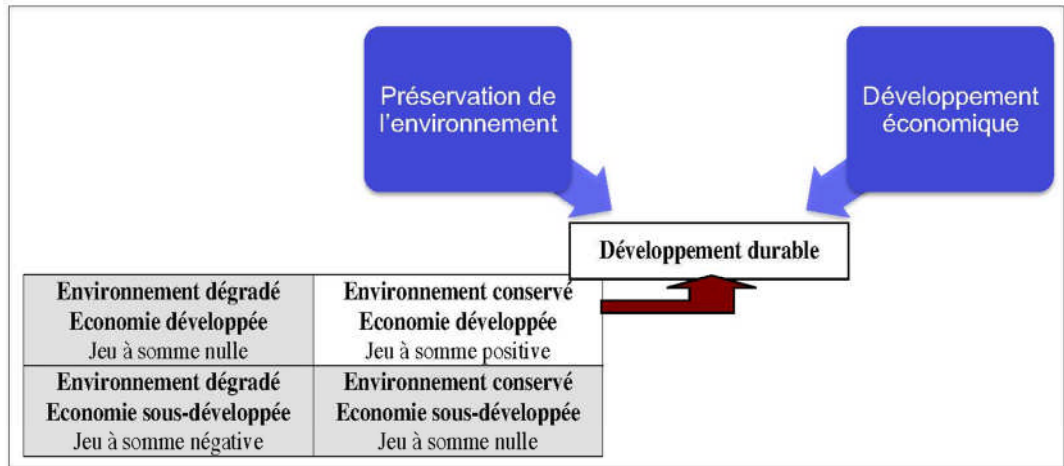 Préservation de
l'environnement
Développement
économique
Développement durable
Environnement dégradé
Economie développée
Jeu à somme nulle
Environnement conservé
Economie développée
Jeu à somme positive
Environnement dégradé
Economie sous-développée
Jeu à somme négative
Environnement conservé
Economie sous-développée
Jeu à somme nulle